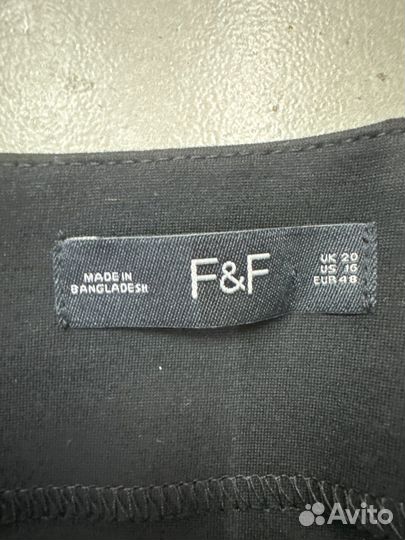 MADE IN
BANGLADESH
F&F
UK 20
US 16
EUR 48
Avito